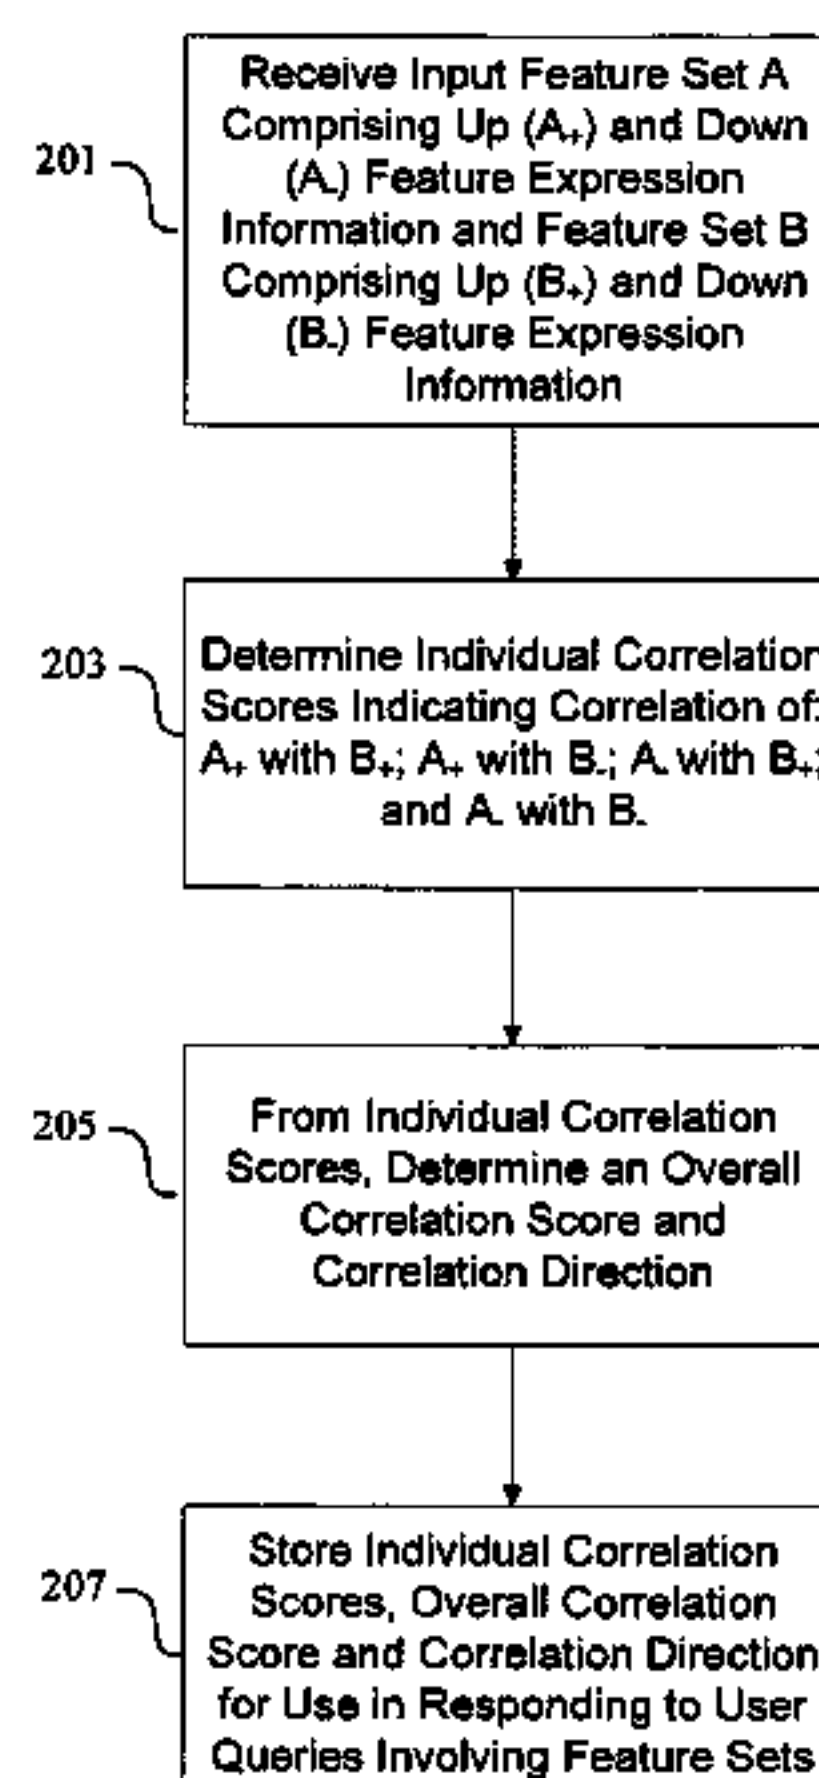 Receive Input Feature Set A
Comprising Up (A₊) and Down
201
(A₋) Feature Expression
Information and Feature Set B
Comprising Up (B₊) and Down
(B₋) Feature Expression
Information
203
Determine Individual Correlation
Scores Indicating Correlation of:
A₊ with B₊; A₊ with B₋; A₋ with B₊;
and A₋ with B₋
205
From Individual Correlation
Scores, Determine an Overall
Correlation Score and
Correlation Direction
207
Store Individual Correlation
Scores, Overall Correlation
Score and Correlation Direction
for Use in Responding to User
Queries Involving Feature Sets